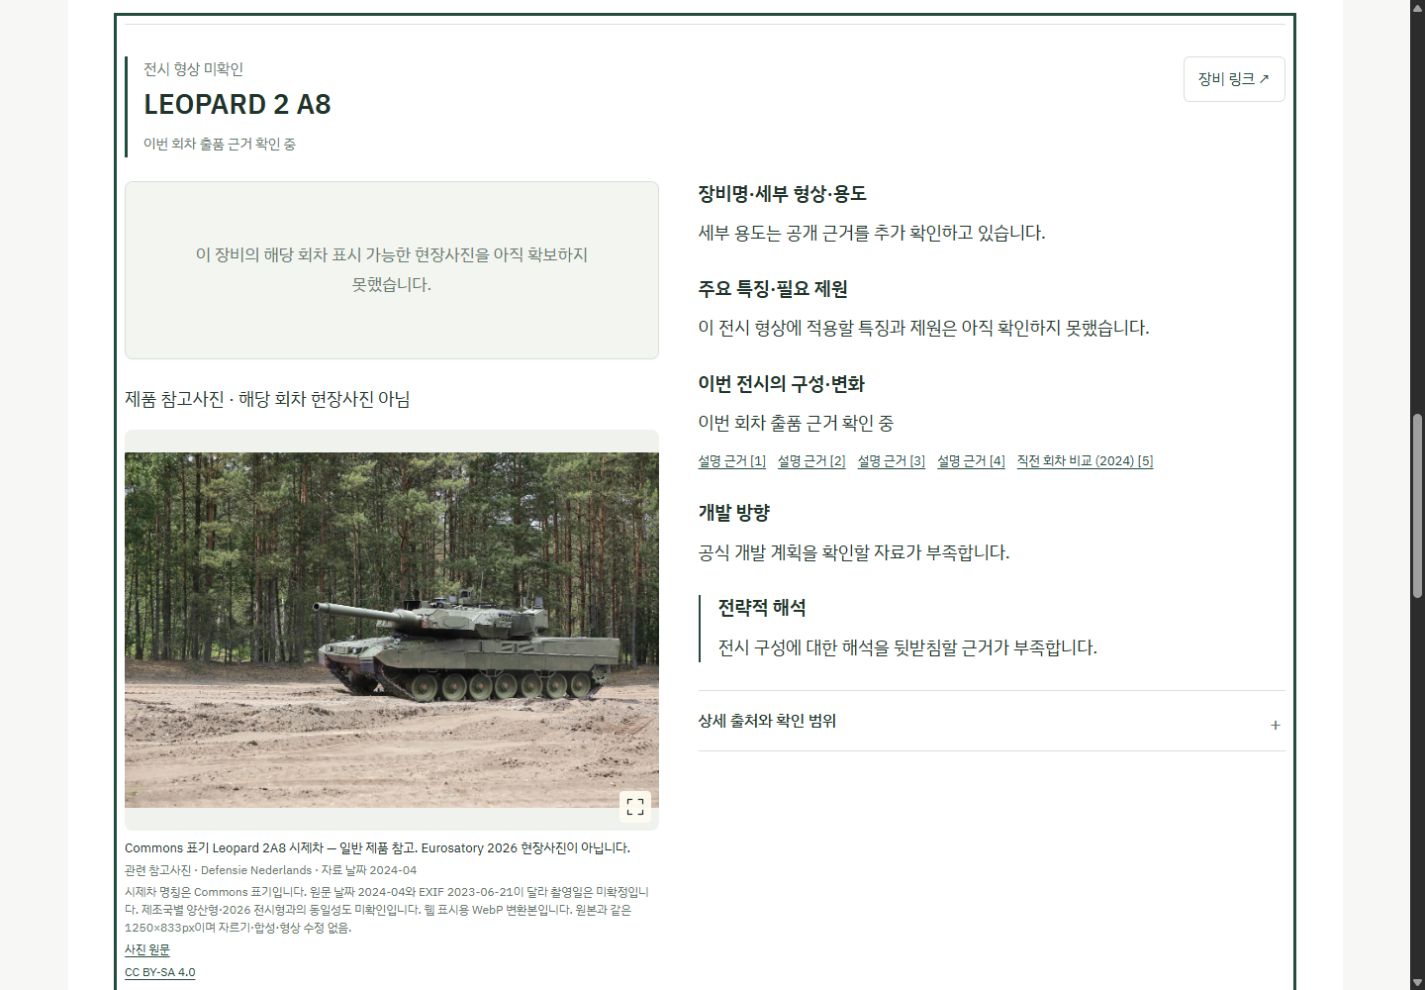 전시 형상 미확인
LEOPARD 2 A8
이번 회차 출품 근거 확인 중
장비 링크 ↗
이 장비의 해당 회차 표시 가능한 현장사진을 아직 확보하지
못했습니다.
제품 참고사진 · 해당 회차 현장사진 아님
Commons 표기 Leopard 2A8 시제차 — 일반 제품 참고. Eurosatory 2026 현장사진이 아닙니다.
관련 참고사진 · Defensie Nederlands · 자료 날짜 2024-04
시제차 명칭은 Commons 표기입니다. 원문 날짜 2024-04와 EXIF 2023-06-21이 달라 촬영일은 미확정입니
다. 제조국별 양산형·2026 전시형과의 동일성도 미확인입니다. 웹 표시용 WebP 변환본입니다. 원본과 같은
1250×833px이며 자르기·합성·형상 수정 없음.
사진 원문
CC BY-SA 4.0
장비명·세부 형상·용도
세부 용도는 공개 근거를 추가 확인하고 있습니다.
주요 특징·필요 제원
이 전시 형상에 적용할 특징과 제원은 아직 확인하지 못했습니다.
이번 전시의 구성·변화
이번 회차 출품 근거 확인 중
설명 근거 [1] 설명 근거 [2] 설명 근거 [3] 설명 근거 [4] 직전 회차 비교 (2024) [5]
개발 방향
공식 개발 계획을 확인할 자료가 부족합니다.
전략적 해석
전시 구성에 대한 해석을 뒷받침할 근거가 부족합니다.
상세 출처와 확인 범위
+